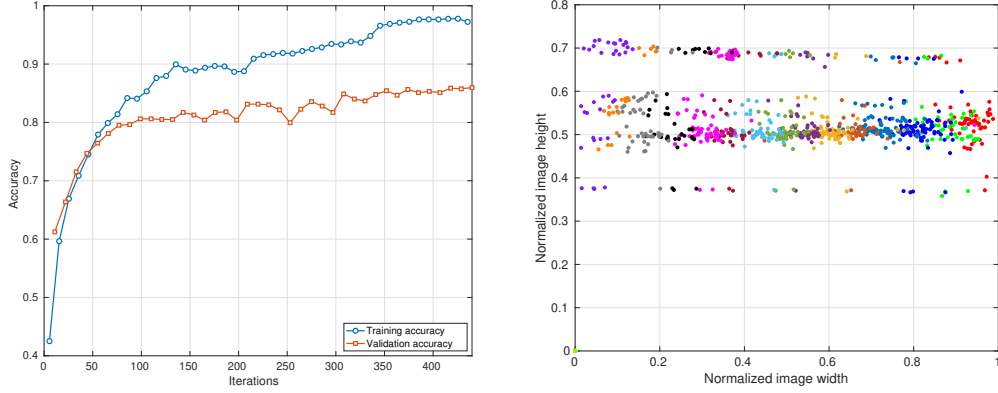 1
0.9
0.8
0.7
0.6
0.5
0.4
Accuracy
0 50 100 150 200 250 300 350 400
Iterations
Training accuracy
Validation accuracy
0.8
0.7
0.6
0.5
0.4
0.3
0.2
0.1
0
Normalized image height
0 0.2 0.4 0.6 0.8 1
Normalized image width